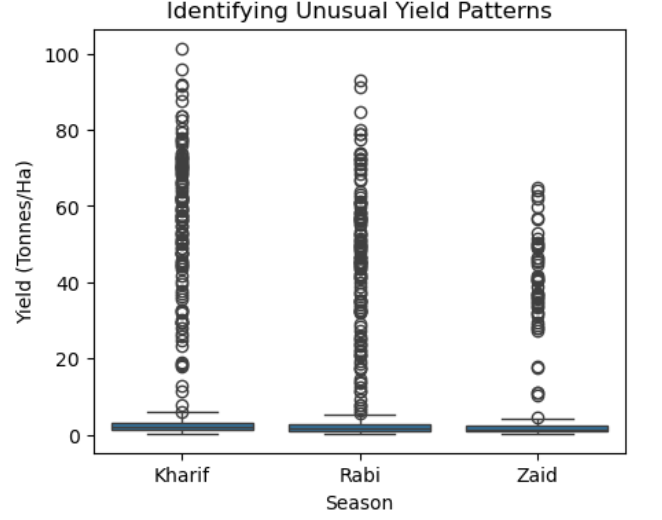 Identifying Unusual Yield Patterns
100
80
60
40
20
0
Yield (Tonnes/Ha)
Kharif Rabi Zaid
Season